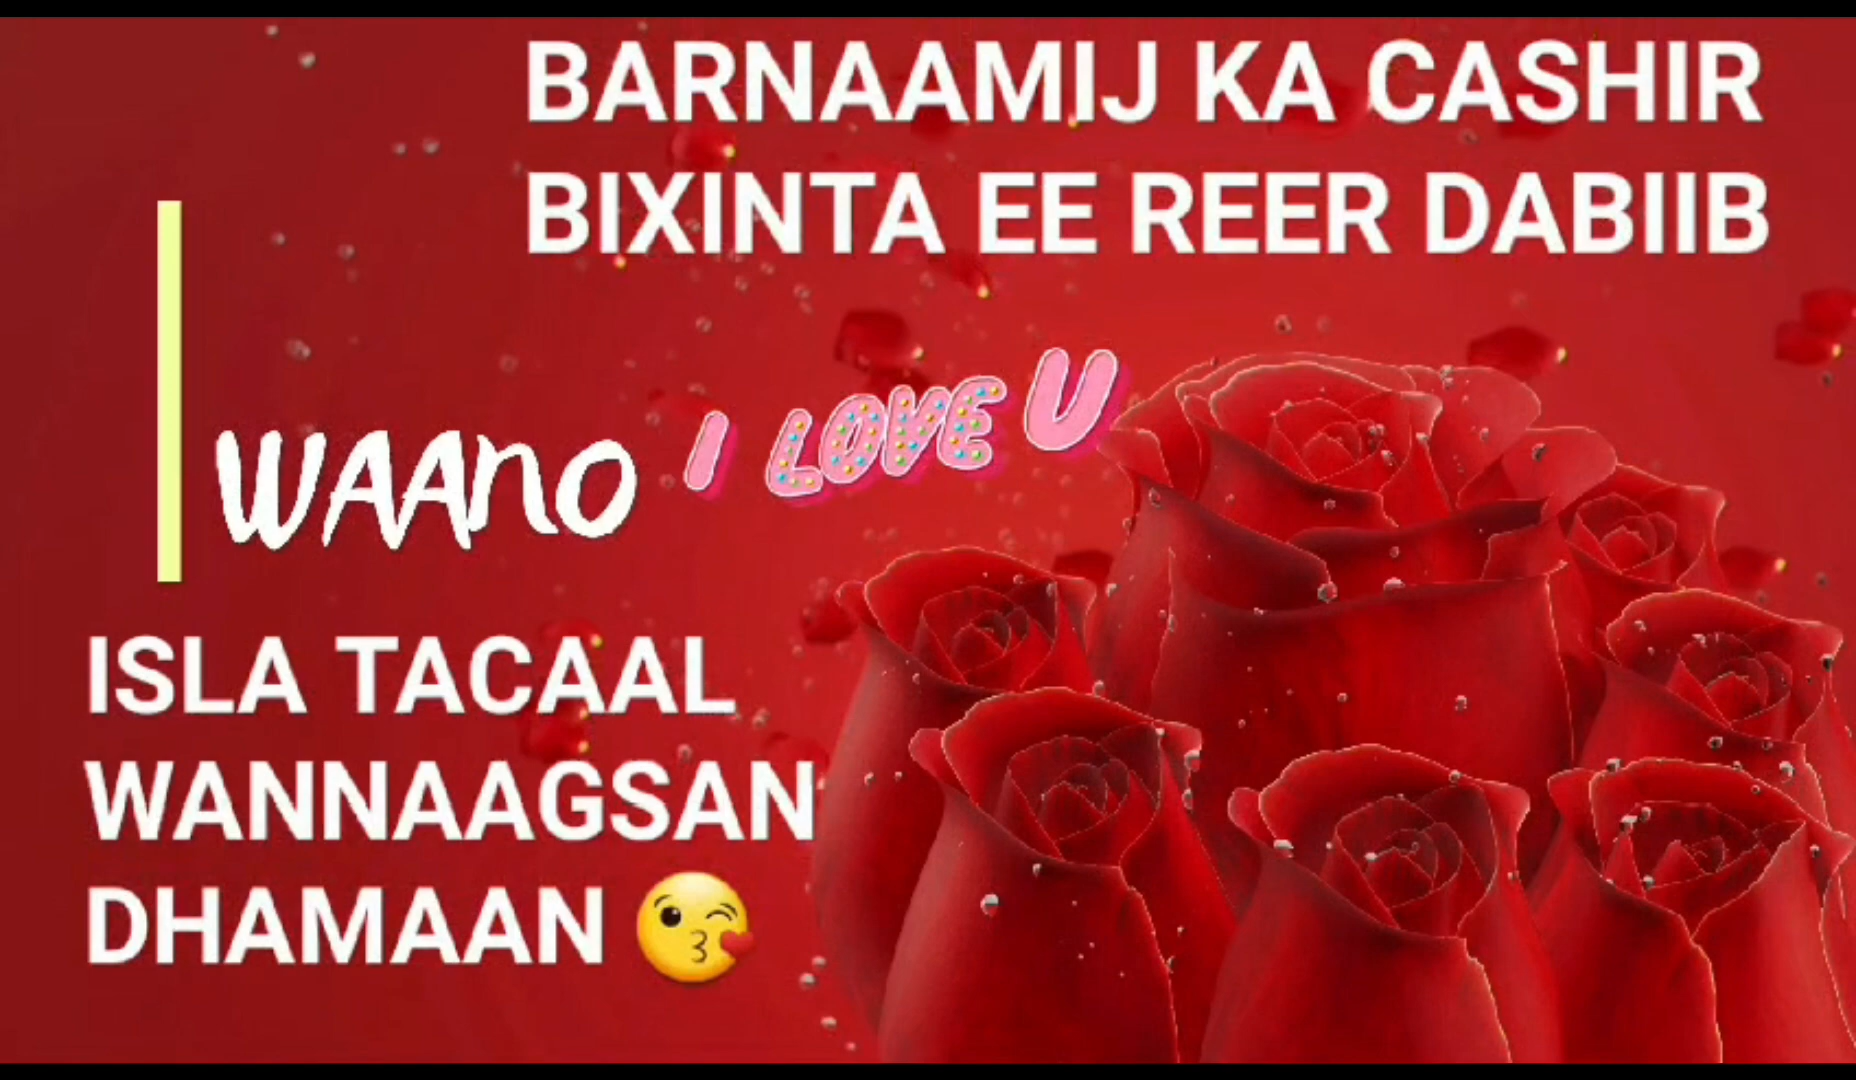 BARNAAMIJ KA CASHIR
BIXINTA EE REER DABIIB
WAAno
I LOVE U
ISLA TACAAL
WANNAAGSAN
DHAMAAN 😘